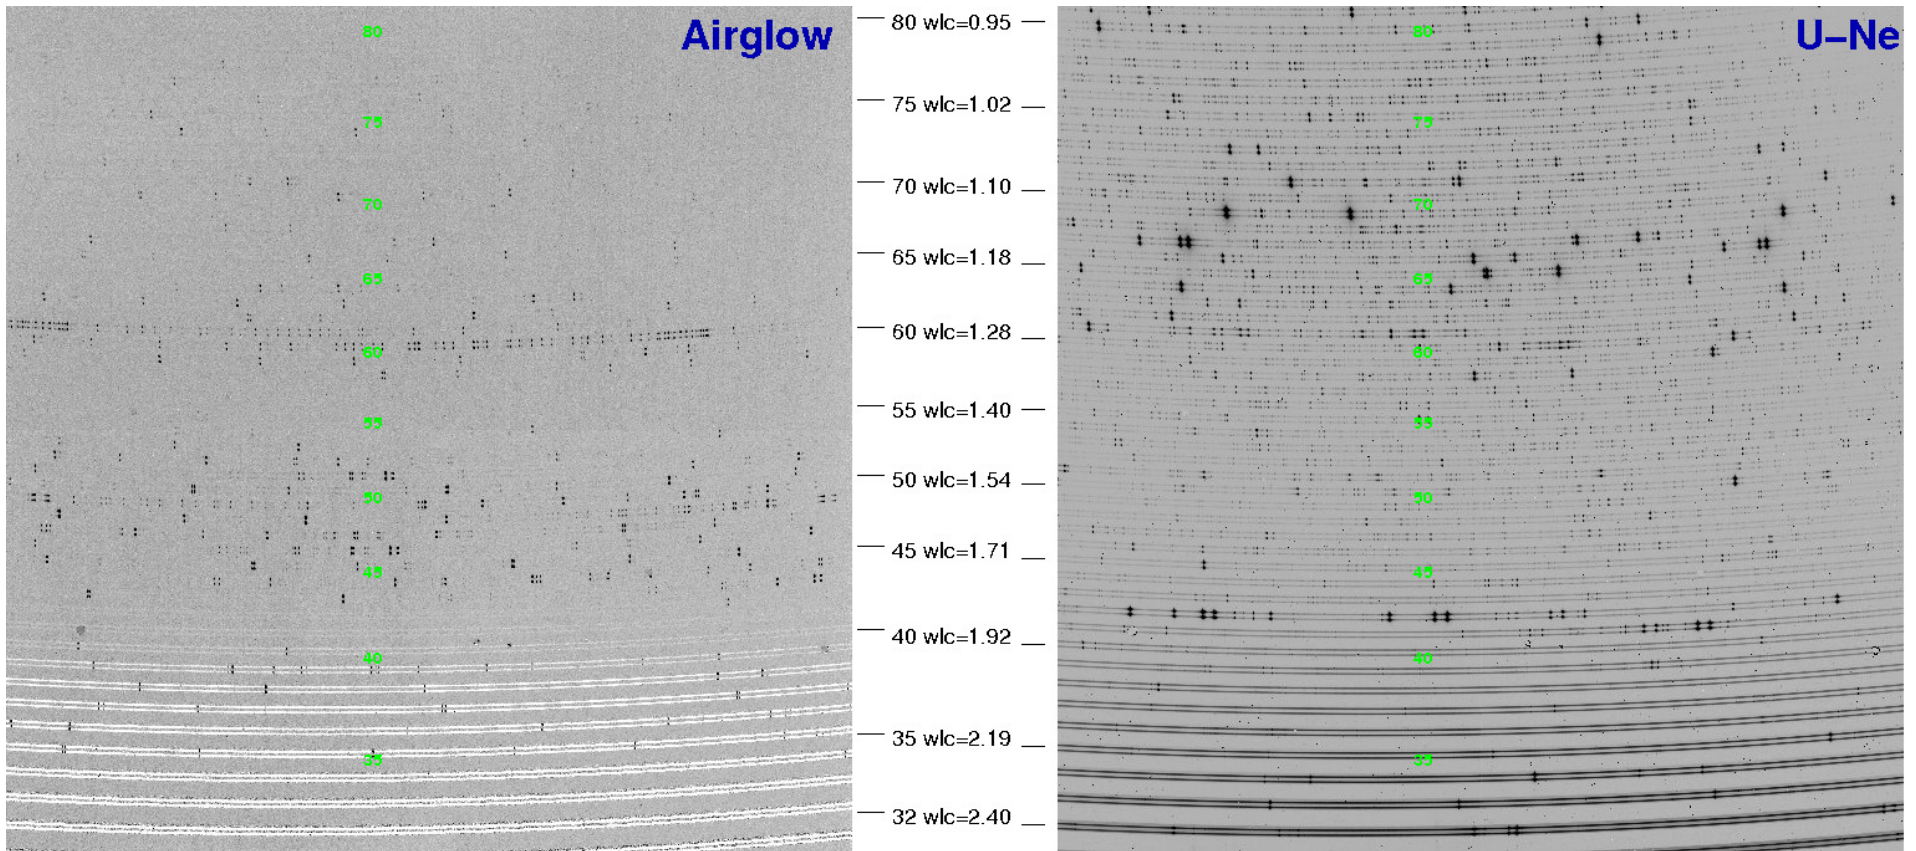 Airglow
80
75
70
65
60
55
50
45
40
35
80 wlc=0.95
75 wlc=1.02
70 wlc=1.10
65 wlc=1.18
60 wlc=1.28
55 wlc=1.40
50 wlc=1.54
45 wlc=1.71
40 wlc=1.92
35 wlc=2.19
32 wlc=2.40
U–Ne
80
75
70
65
60
55
50
45
40
35